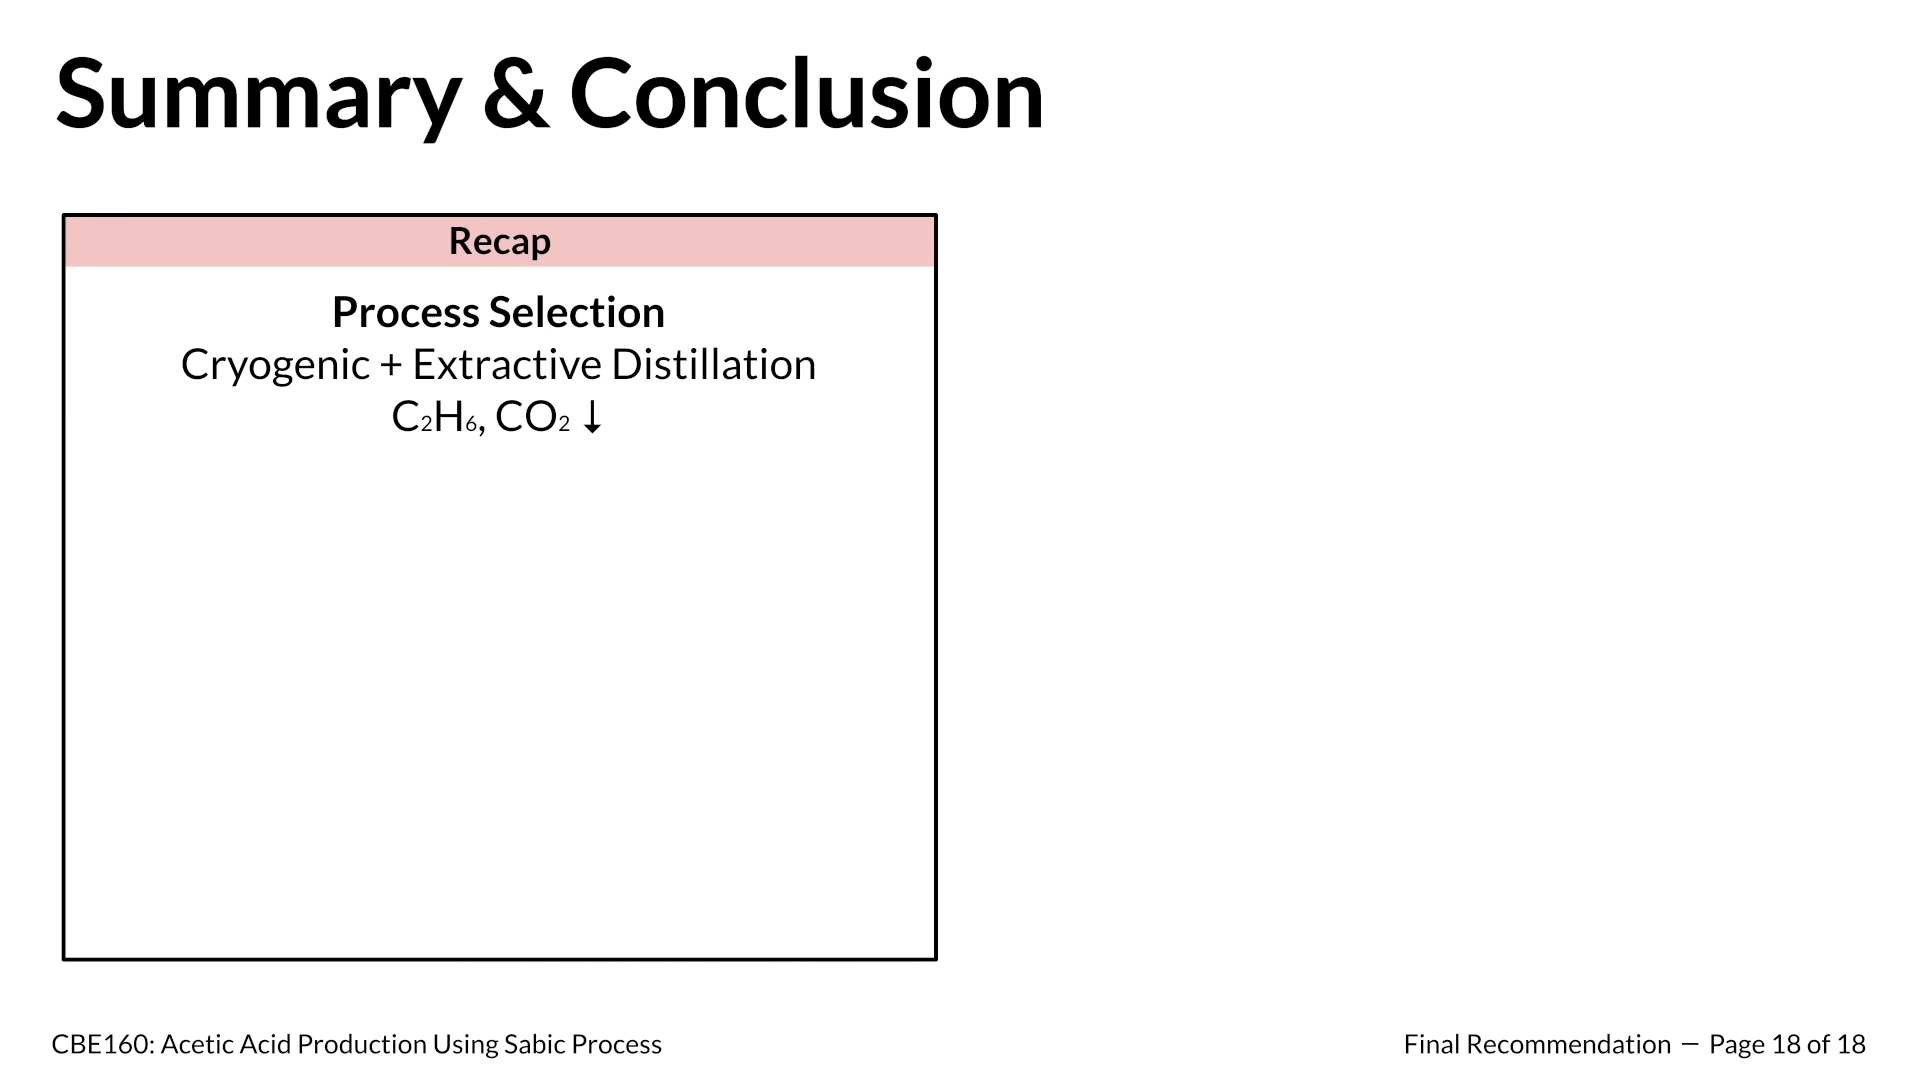 Summary & Conclusion
Recap
Process Selection
Cryogenic + Extractive Distillation
C₂H₆, CO₂ ↓
CBE160: Acetic Acid Production Using Sabic Process
Final Recommendation — Page 18 of 18